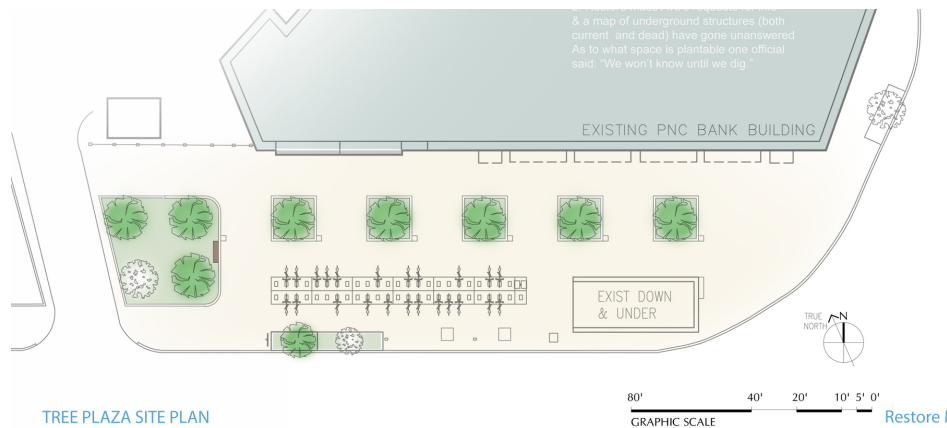 & a map of underground structures (both
current and dead) have gone unanswered
As to what space is plantable one official
said: "We won't know until we dig."
EXISTING PNC BANK BUILDING
EXIST DOWN
& UNDER
TRUE
NORTH
N
80' 40' 20' 10' 5' 0'
GRAPHIC SCALE
TREE PLAZA SITE PLAN
Restore